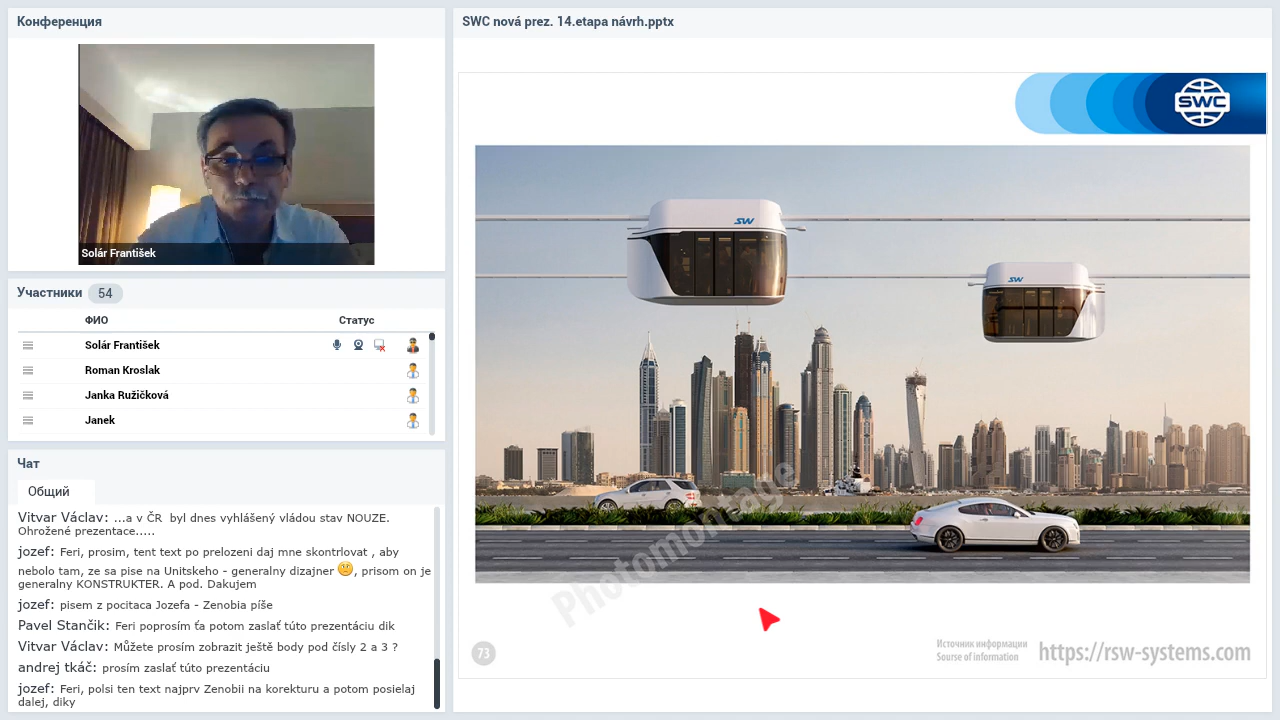 Конференция
Solár František
Участники 54
ФИО Статус
Solár František
Roman Kroslak
Janka Ružičková
Janek
Чат
Общий
Vitvar Václav: ...a v ČR byl dnes vyhlášený vládou stav NOUZE.
Ohrožené prezentace.....
jozef: Feri, prosim, tent text po prelozeni daj mne skontrlovat , aby
nebolo tam, ze sa pise na Unitskeho - generalny dizajner , prisom on je
generalny KONSTRUKTER. A pod. Dakujem
jozef: pisem z pocitaca Jozefa - Zenobia píše
Pavel Stančik: Feri poprosím ťa potom zaslať túto prezentáciu dik
Vitvar Václav: Můžete prosím zobraziť ještě body pod čísly 2 a 3 ?
andrej tkáč: prosím zaslať túto prezentáciu
jozef: Feri, polsi ten text najprv Zenobii na korekturu a potom posielaj
dalej, diky
SWC nová prez. 14.etapa návrh.pptx
SWC
SW
SW
Photomontage
73
Источник информации
Sourse of information
https://rsw-systems.com